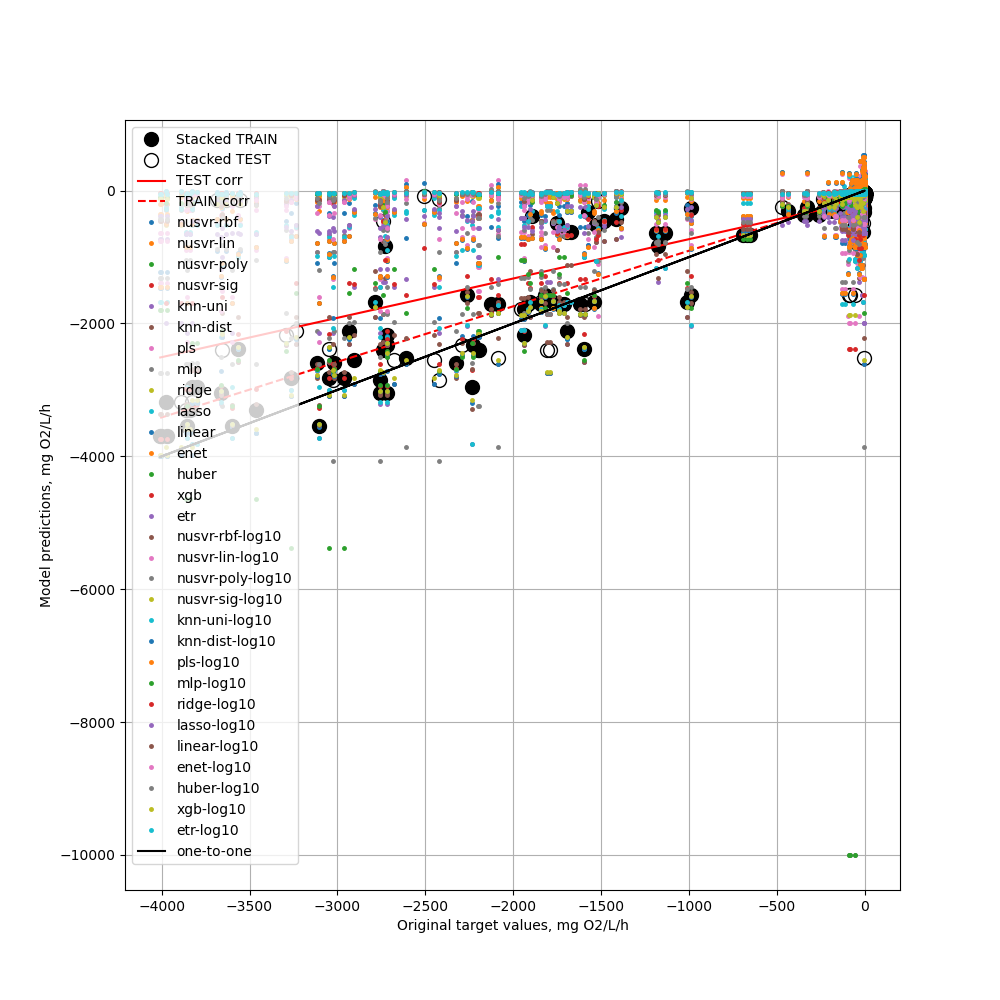 Stacked TRAIN
Stacked TEST
TEST corr
TRAIN corr
nusvr-rbf
nusvr-lin
nusvr-poly
nusvr-sig
knn-uni
knn-dist
pls
mlp
ridge
lasso
linear
enet
huber
xgb
etr
nusvr-rbf-log10
nusvr-lin-log10
nusvr-poly-log10
nusvr-sig-log10
knn-uni-log10
knn-dist-log10
pls-log10
mlp-log10
ridge-log10
lasso-log10
linear-log10
enet-log10
huber-log10
xgb-log10
etr-log10
one-to-one
0
−2000
−4000
−6000
−8000
−10000
Model predictions, mg O2/L/h
−4000 −3500 −3000 −2500 −2000 −1500 −1000 −500 0
Original target values, mg O2/L/h